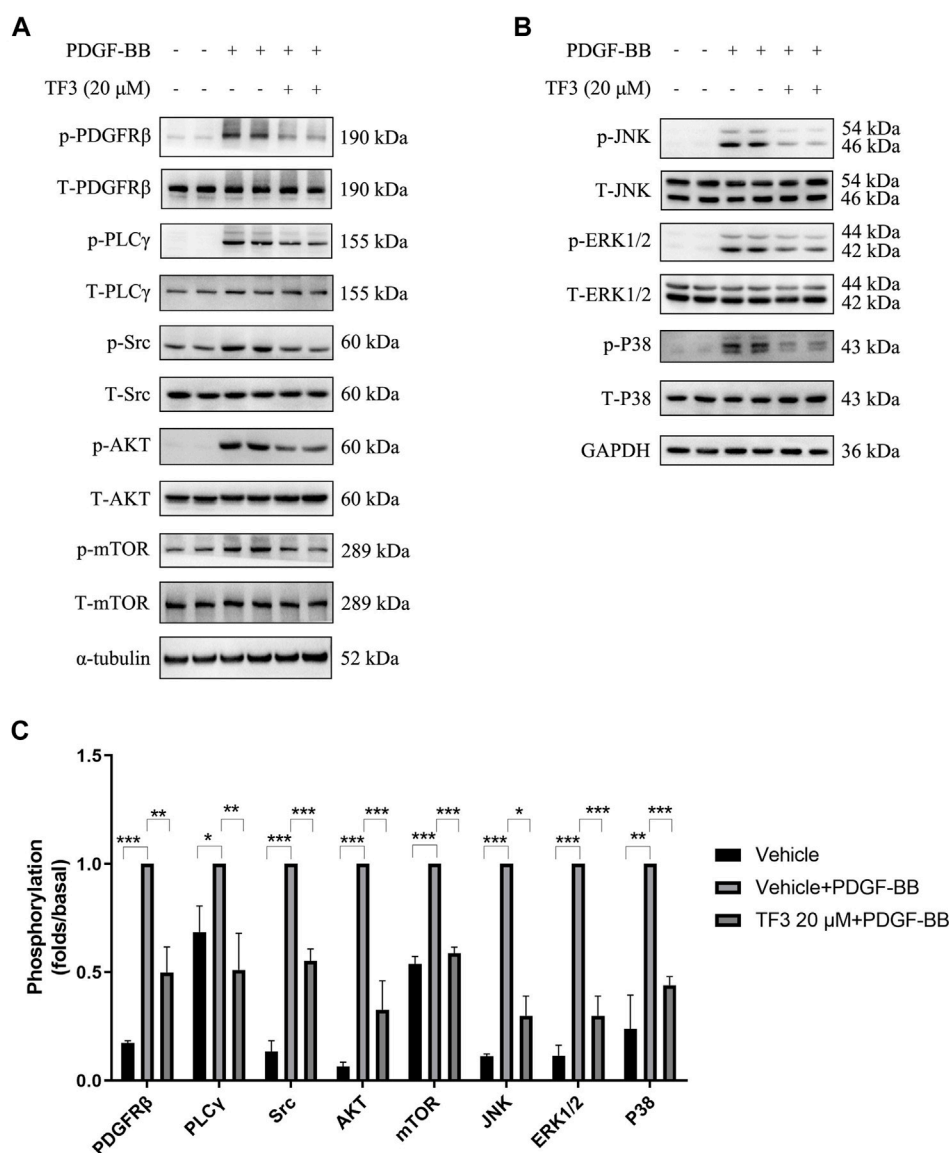 A
PDGF-BB - - + + + +
TF3 (20 μM) - - - - + +
p-PDGFRβ 190 kDa
T-PDGFRβ 190 kDa
p-PLCγ 155 kDa
T-PLCγ 155 kDa
p-Src 60 kDa
T-Src 60 kDa
p-AKT 60 kDa
T-AKT 60 kDa
p-mTOR 289 kDa
T-mTOR 289 kDa
α-tubulin 52 kDa
B
PDGF-BB - - + + + +
TF3 (20 μM) - - - - + +
p-JNK 54 kDa
46 kDa
T-JNK 54 kDa
46 kDa
p-ERK1/2 44 kDa
42 kDa
T-ERK1/2 44 kDa
42 kDa
p-P38 43 kDa
T-P38 43 kDa
GAPDH 36 kDa
C
Phosphorylation
(folds/basal)
1.5
1.0
0.5
0.0
*** **
* **
*** ***
*** ***
*** ***
*** *
*** ***
** ***
PDGFRβ
PLCγ
Src
AKT
mTOR
JNK
ERK1/2
P38
Vehicle
Vehicle+PDGF-BB
TF3 20 μM+PDGF-BB